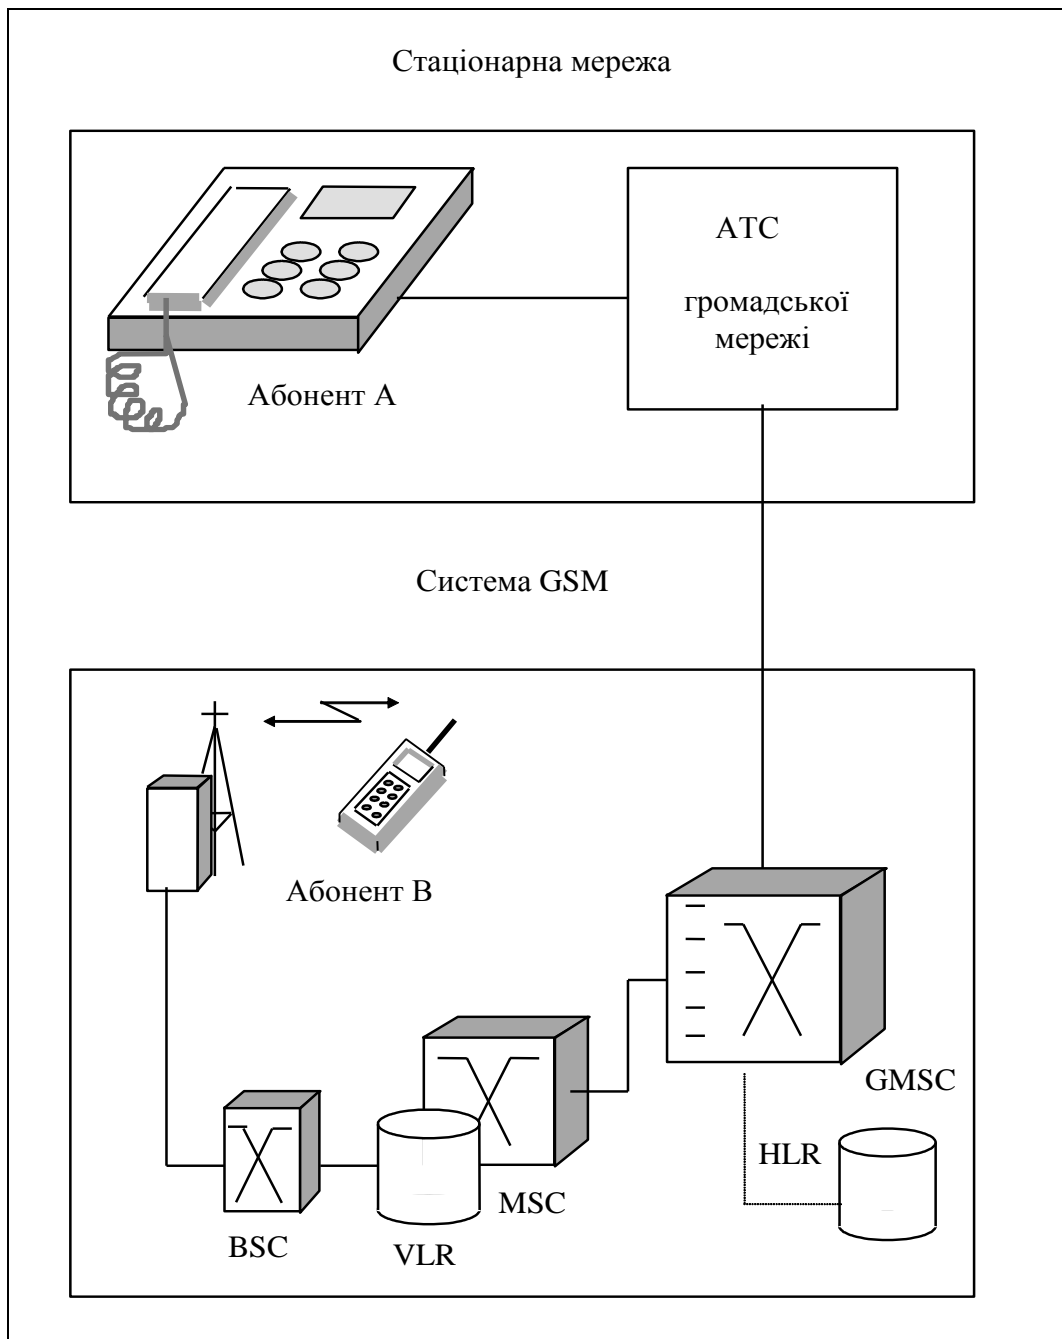 Стаціонарна мережа
АТС
громадської
мережі
Абонент А
Система GSM
Абонент В
GMSC
HLR
MSC
BSC
VLR